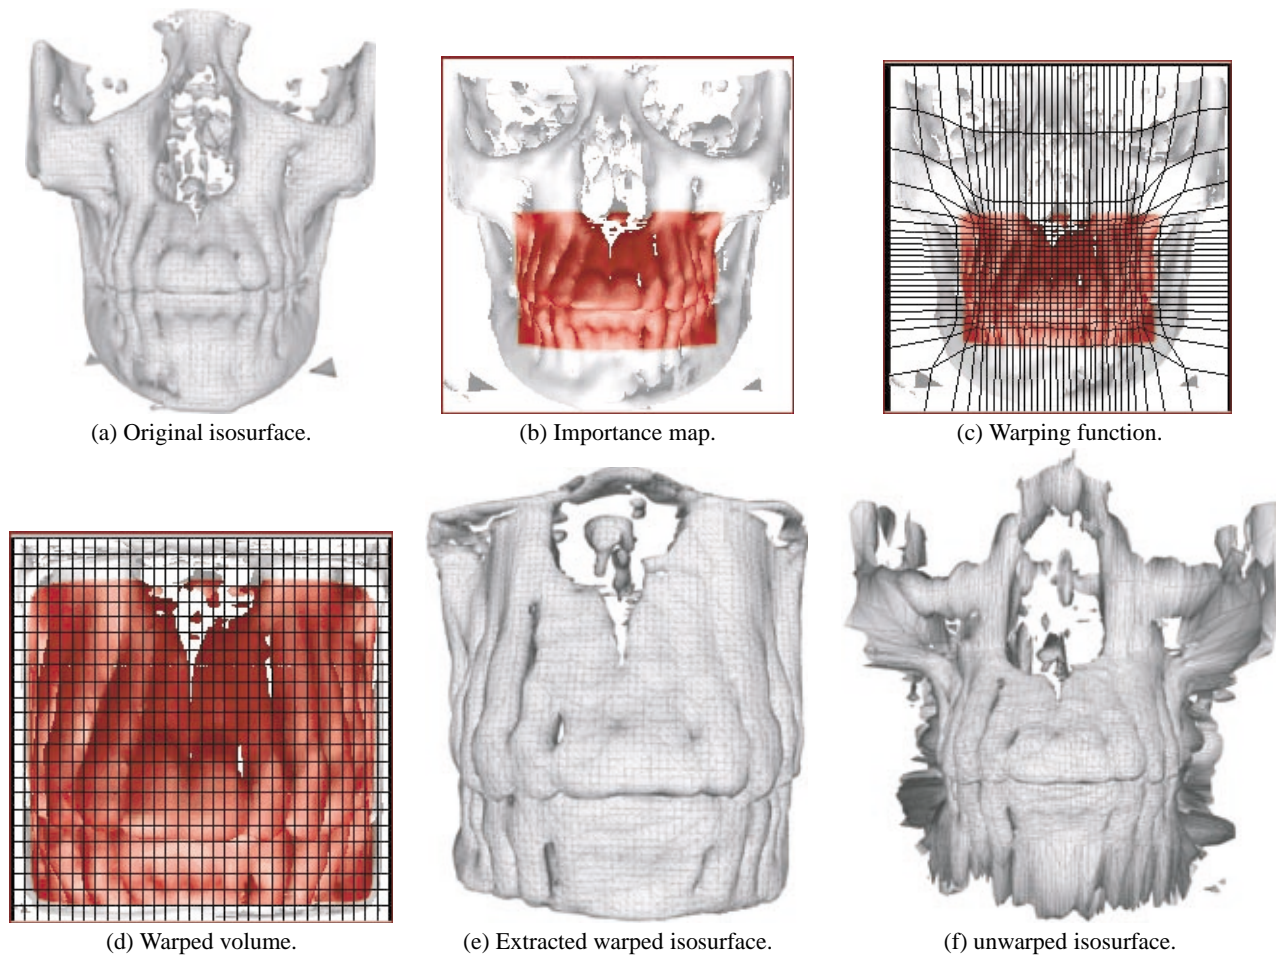 (a) Original isosurface.
(b) Importance map.
(c) Warping function.
(d) Warped volume.
(e) Extracted warped isosurface.
(f) unwarped isosurface.